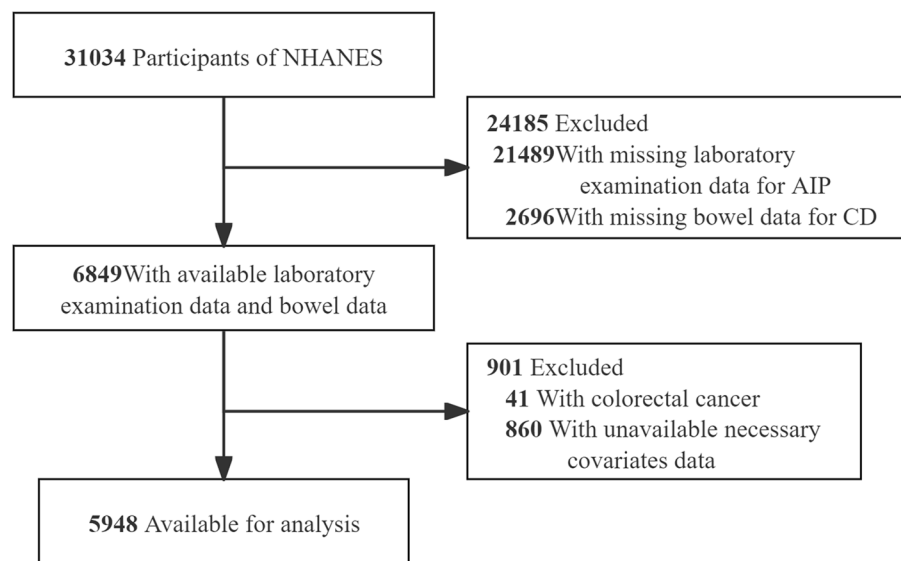 31034 Participants of NHANES
24185 Excluded
21489With missing laboratory
examination data for AIP
2696With missing bowel data for CD
6849With available laboratory
examination data and bowel data
901 Excluded
41 With colorectal cancer
860 With unavailable necessary
covariates data
5948 Available for analysis